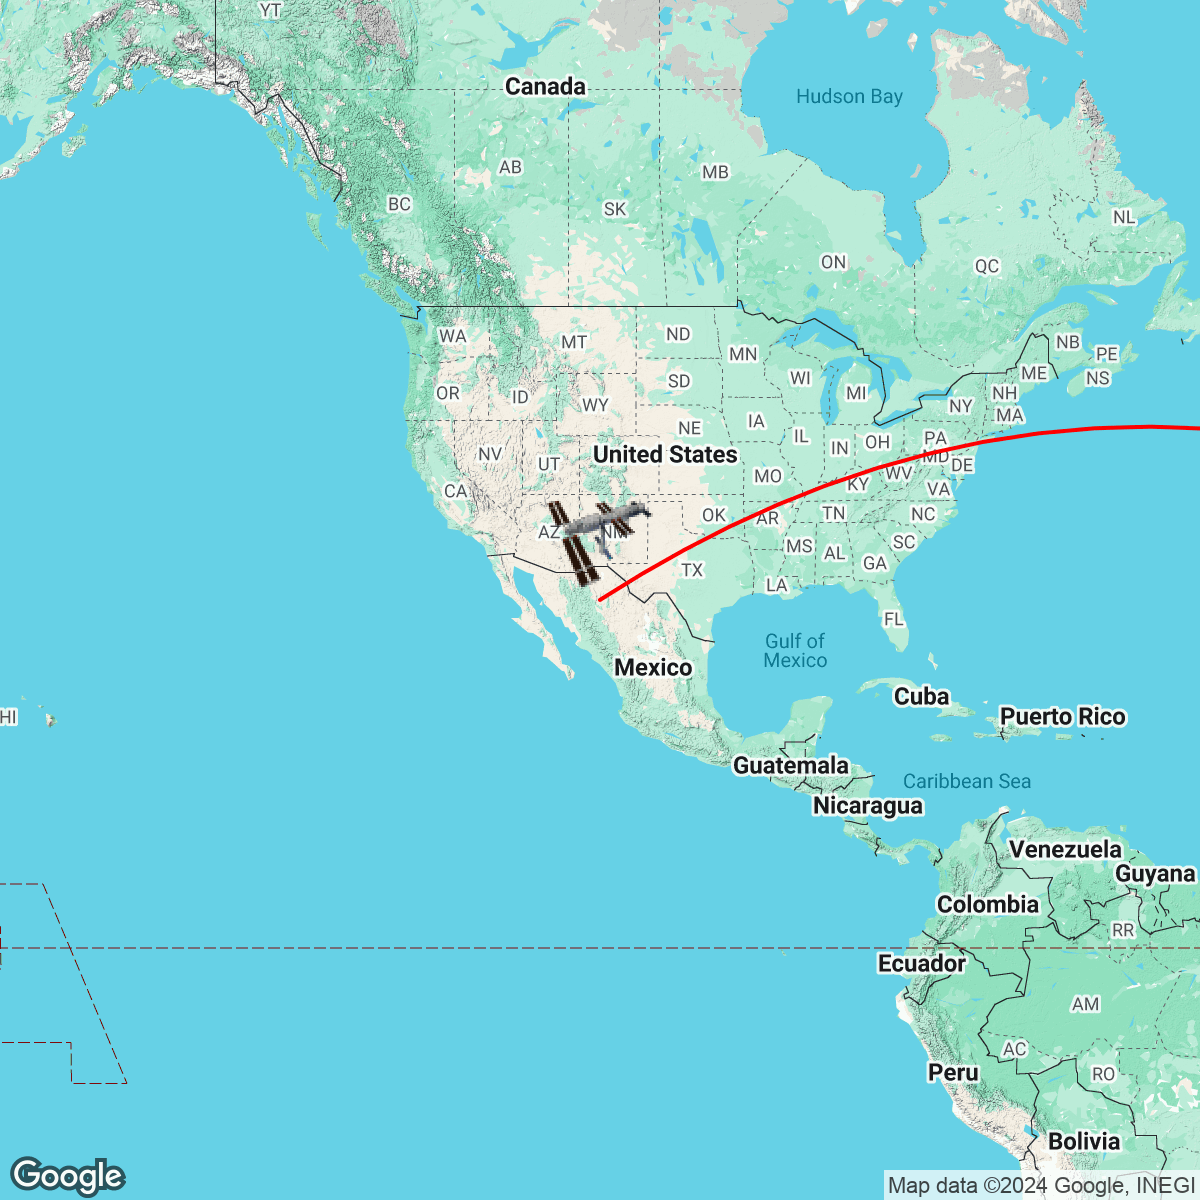 YT
Canada
Hudson Bay
AB
MB
BC
SK
NL
ON
QC
WA
MT
ND
MN
NB
PE
WI
MI
ME
NS
OR
ID
WY
SD
NH
NY
MA
IA
NE
IL
IN
OH
PA
NV
UT
United States
MD
DE
CA
MO
KY
WV
VA
AZ
NM
OK
AR
TN
NC
MS
AL
SC
GA
TX
LA
FL
Gulf of
Mexico
Mexico
Cuba
HI
Puerto Rico
Guatemala
Caribbean Sea
Nicaragua
Venezuela
Guyana
Colombia
RR
Ecuador
AM
AC
Peru
RO
Bolivia
Google
Map data ©2024 Google, INEGI